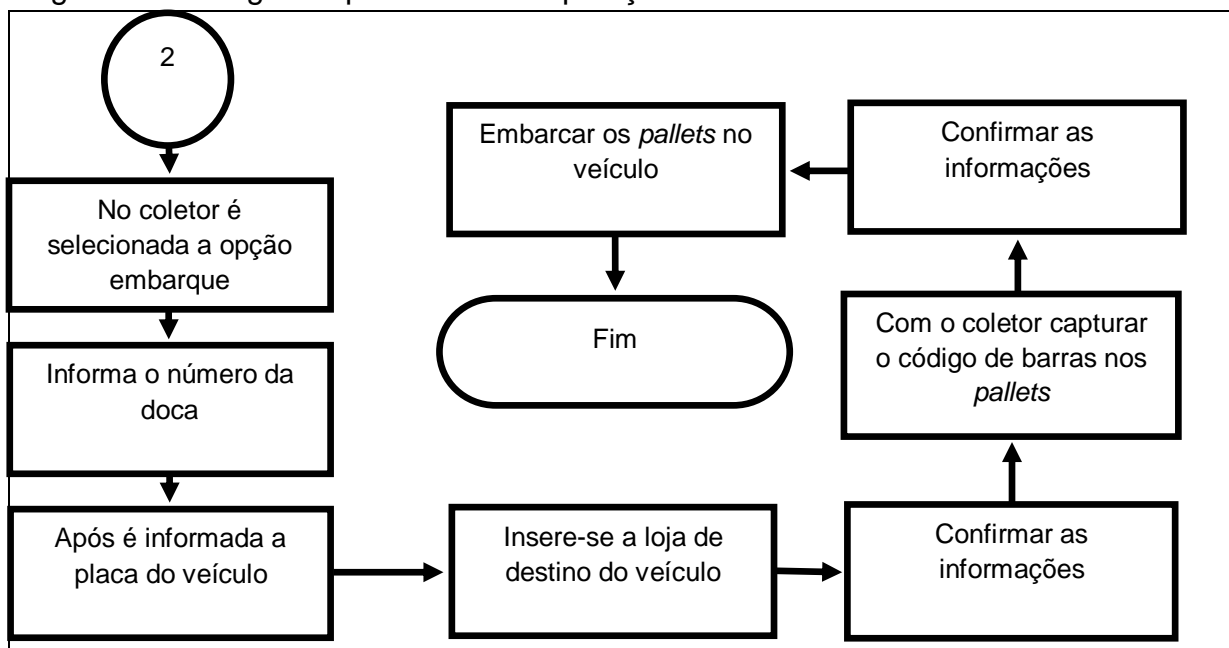 2
No coletor é
selecionada a opção
embarque
Informa o número da
doca
Após é informada a
placa do veículo
Insere-se a loja de
destino do veículo
Confirmar as
informações
Com o coletor capturar
o código de barras nos
pallets
Confirmar as
informações
Embarcar os pallets no
veículo
Fim